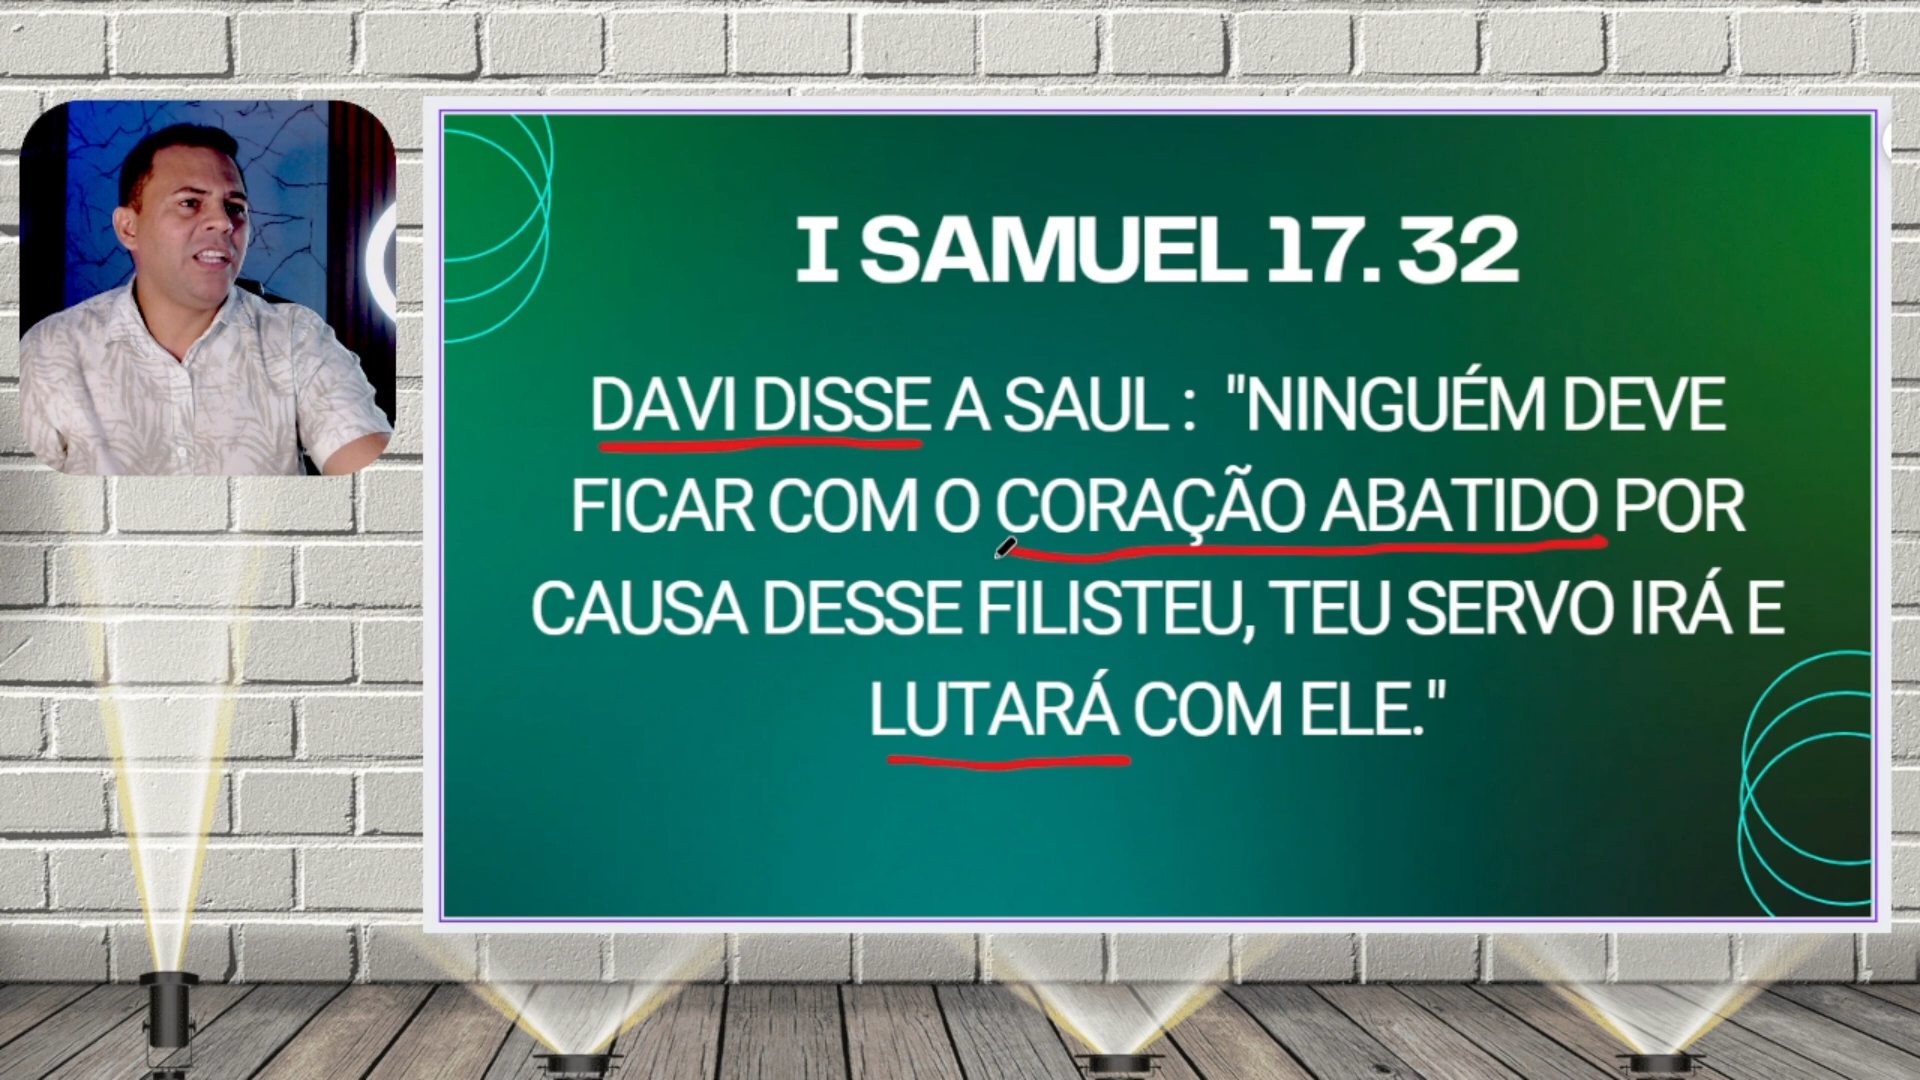 I SAMUEL 17. 32
DAVI DISSE A SAUL : "NINGUÉM DEVE
FICAR COM O CORAÇÃO ABATIDO POR
CAUSA DESSE FILISTEU, TEU SERVO IRÁ E
LUTARÁ COM ELE."